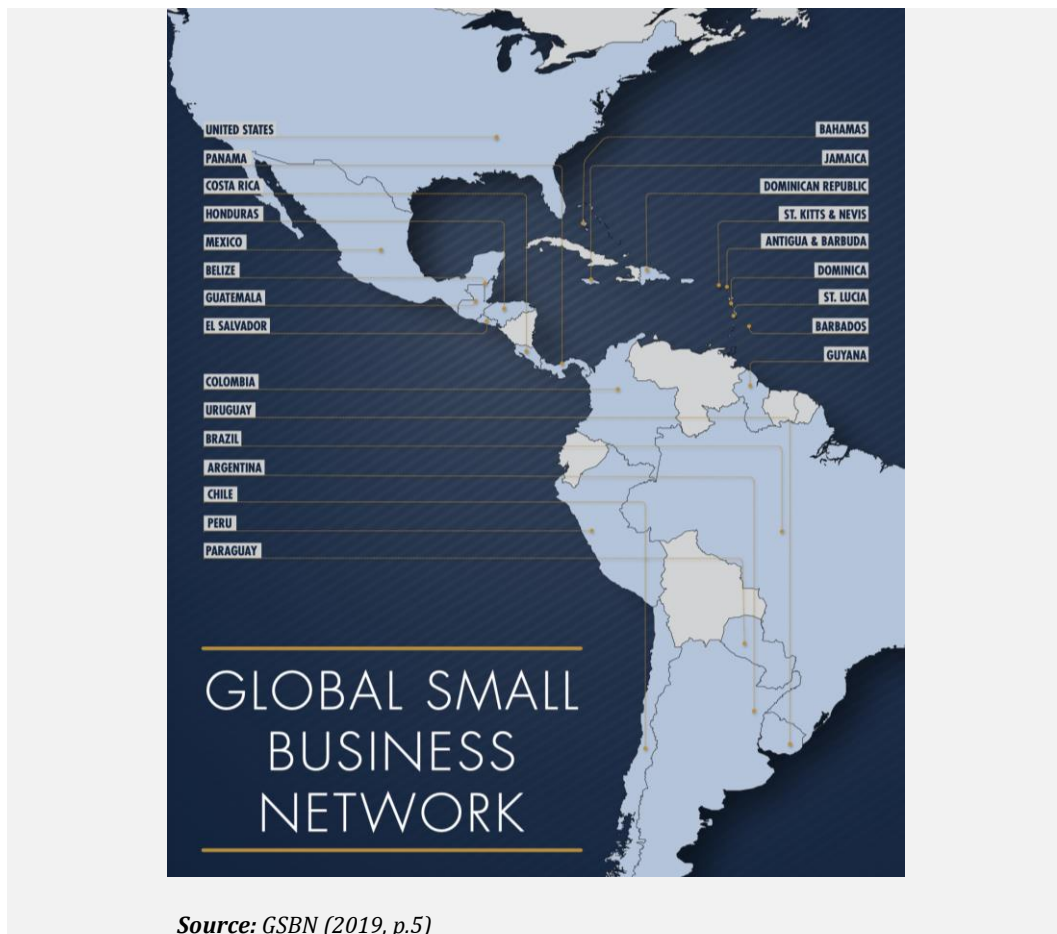 UNITED STATES
PANAMA
COSTA RICA
HONDURAS
MEXICO
BELIZE
GUATEMALA
EL SALVADOR
BAHAMAS
JAMAICA
DOMINICAN REPUBLIC
ST. KITTS & NEVIS
ANTIGUA & BARBUDA
DOMINICA
ST. LUCIA
BARBADOS
GUYANA
COLOMBIA
URUGUAY
BRAZIL
ARGENTINA
CHILE
PERU
PARAGUAY
GLOBAL SMALL
BUSINESS
NETWORK
Source: GSBN (2019, p.5)